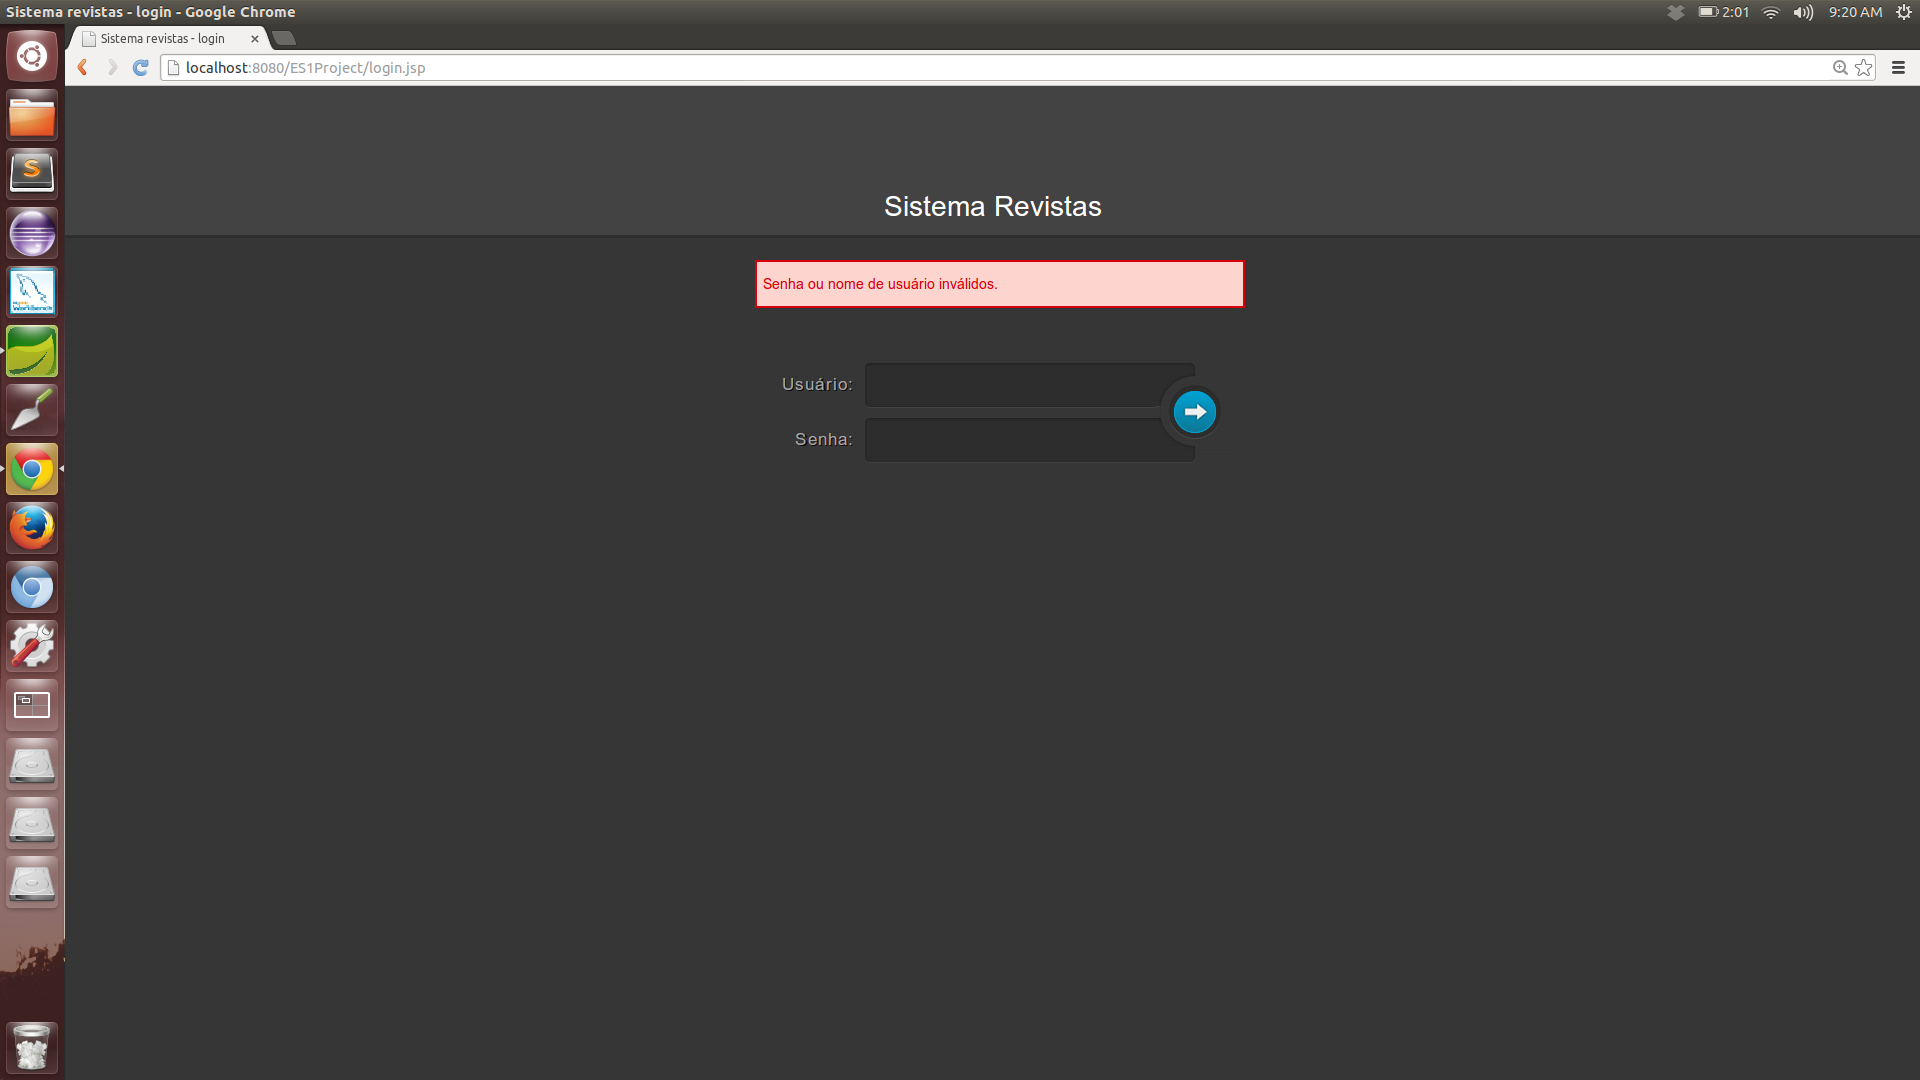 Sistema revistas - login - Google Chrome
2:01
9:20 AM
Sistema revistas - login
localhost:8080/ES1Project/login.jsp
Sistema Revistas
Senha ou nome de usuário inválidos.
Usuário:
Senha: